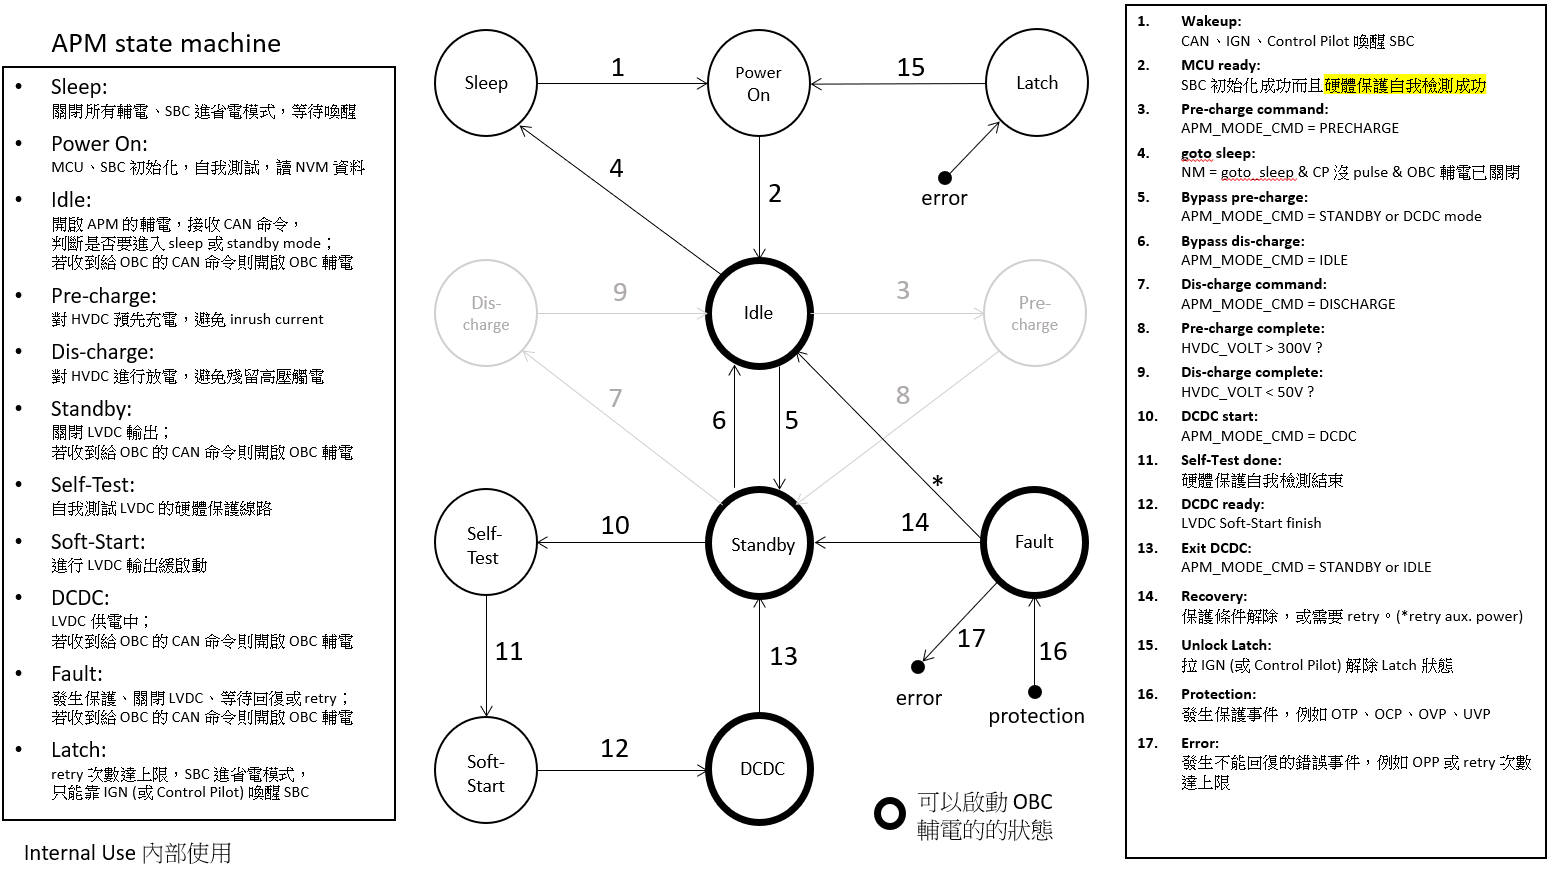 APM state machine
• Sleep:
關閉所有輔電、SBC 進省電模式，等待喚醒
• Power On:
MCU、SBC 初始化，自我測試，讀 NVM 資料
• Idle:
開啟 APM 的輔電，接收 CAN 命令，
判斷是否要進入 sleep 或 standby mode；
若收到給 OBC 的 CAN 命令則開啟 OBC 輔電
• Pre-charge:
對 HVDC 預先充電，避免 inrush current
• Dis-charge:
對 HVDC 進行放電，避免殘留高壓觸電
• Standby:
關閉 LVDC 輸出；
若收到給 OBC 的 CAN 命令則開啟 OBC 輔電
• Self-Test:
自我測試 LVDC 的硬體保護線路
• Soft-Start:
進行 LVDC 輸出緩啟動
• DCDC:
LVDC 供電中；
若收到給 OBC 的 CAN 命令則開啟 OBC 輔電
• Fault:
發生保護、關閉 LVDC、等待回復或 retry；
若收到給 OBC 的 CAN 命令則開啟 OBC 輔電
• Latch:
retry 次數達上限，SBC 進省電模式，
只能靠 IGN (或 Control Pilot) 喚醒 SBC
Internal Use 內部使用
Sleep
1
Power
On
15
Latch
4
2
error
Dis-
charge
9
Idle
3
Pre-
charge
7
6
5
8
*
Self-
Test
10
Standby
14
Fault
11
13
17
16
error
protection
Soft-
Start
12
DCDC
可以啟動 OBC
輔電的的狀態
1. Wakeup:
CAN、IGN、Control Pilot 喚醒 SBC
2. MCU ready:
SBC 初始化成功而且硬體保護自我檢測成功
3. Pre-charge command:
APM_MODE_CMD = PRECHARGE
4. goto sleep:
NM = goto_sleep & CP 沒 pulse & OBC 輔電已關閉
5. Bypass pre-charge:
APM_MODE_CMD = STANDBY or DCDC mode
6. Bypass dis-charge:
APM_MODE_CMD = IDLE
7. Dis-charge command:
APM_MODE_CMD = DISCHARGE
8. Pre-charge complete:
HVDC_VOLT > 300V ?
9. Dis-charge complete:
HVDC_VOLT < 50V ?
10. DCDC start:
APM_MODE_CMD = DCDC
11. Self-Test done:
硬體保護自我檢測結束
12. DCDC ready:
LVDC Soft-Start finish
13. Exit DCDC:
APM_MODE_CMD = STANDBY or IDLE
14. Recovery:
保護條件解除，或需要 retry。(*retry aux. power)
15. Unlock Latch:
拉 IGN (或 Control Pilot) 解除 Latch 狀態
16. Protection:
發生保護事件，例如 OTP、OCP、OVP、UVP
17. Error:
發生不能回復的錯誤事件，例如 OPP 或 retry 次數
達上限